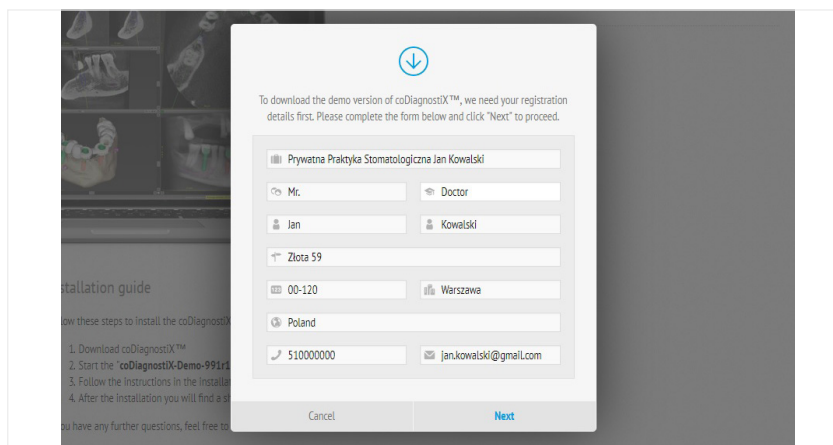 To download the demo version of coDiagnostiX™, we need your registration
details first. Please complete the form below and click "Next" to proceed.
Prywatna Praktyka Stomatologiczna Jan Kowalski
Mr.
Doctor
Jan
Kowalski
Złota 59
00-120
Warszawa
Poland
510000000
jan.kowalski@gmail.com
Cancel
Next
stallation guide
ow these steps to install the coDiagnostiX
1. Download coDiagnostiX™
2. Start the "coDiagnostiX-Demo-991r1
3. Follow the instructions in the installat
4. After the installation you will find a sh
ou have any further questions, feel free to